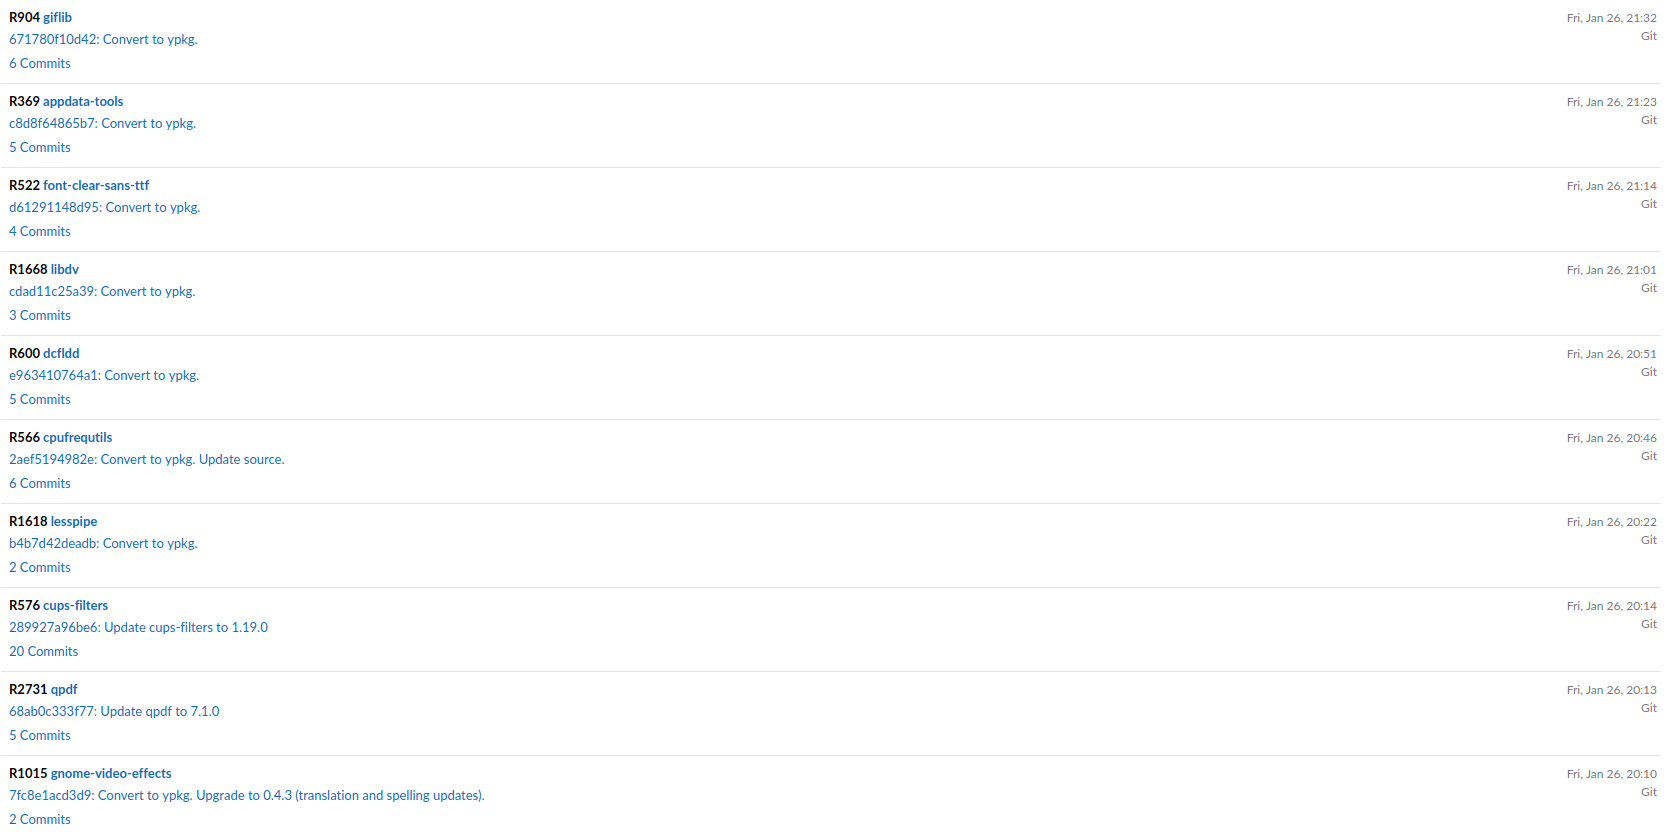 R904 giflib Fri, Jan 26, 21:32
671780f10d42: Convert to ypkg. Git
6 Commits
R369 appdata-tools Fri, Jan 26, 21:23
c8d8f64865b7: Convert to ypkg. Git
5 Commits
R522 font-clear-sans-ttf Fri, Jan 26, 21:14
d61291148d95: Convert to ypkg. Git
4 Commits
R1668 libdv Fri, Jan 26, 21:01
cdad11c25a39: Convert to ypkg. Git
3 Commits
R600 dcfldd Fri, Jan 26, 20:51
e963410764a1: Convert to ypkg. Git
5 Commits
R566 cpufrequtils Fri, Jan 26, 20:46
2aef5194982e: Convert to ypkg. Update source. Git
6 Commits
R1618 lesspipe Fri, Jan 26, 20:22
b4b7d42deadb: Convert to ypkg. Git
2 Commits
R576 cups-filters Fri, Jan 26, 20:14
289927a96be6: Update cups-filters to 1.19.0 Git
20 Commits
R2731 qpdf Fri, Jan 26, 20:13
68ab0c333f77: Update qpdf to 7.1.0 Git
5 Commits
R1015 gnome-video-effects Fri, Jan 26, 20:10
7fc8e1acd3d9: Convert to ypkg. Upgrade to 0.4.3 (translation and spelling updates). Git
2 Commits